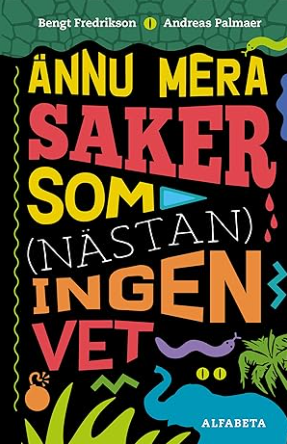 Bengt Fredrikson Andreas Palmaer
ÄNNU MERA
SAKER
SOM
(NÄSTAN)
INGEN
VET
ALFABETA